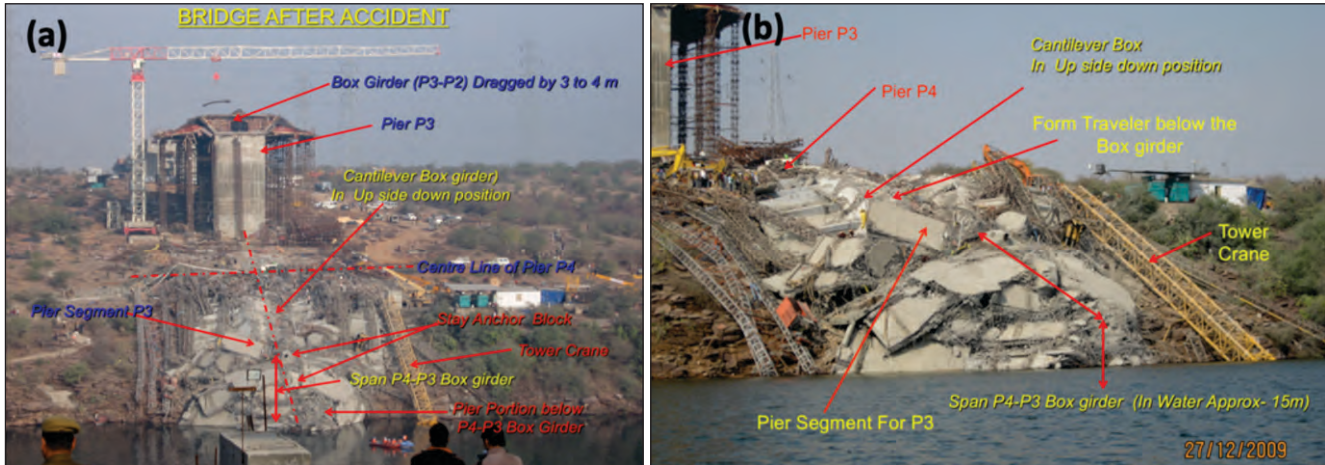 BRIDGE AFTER ACCIDENT
(a)
Box Girder (P3-P2) Dragged by 3 to 4 m
Pier P3
Cantilever Box girder)
In Up side down position
Centre Line of Pier P4
Pier Segment P3
Stay Anchor Block
Tower Crane
Span P4-P3 Box girder
Pier Portion below
P4-P3 Box Girder
(b)
Pier P3
Cantilever Box
In Up side down position
Pier P4
Form Traveler below the
Box girder
Tower
Crane
Span P4-P3 Box girder (In Water Approx- 15m)
Pier Segment For P3
27/12/2009